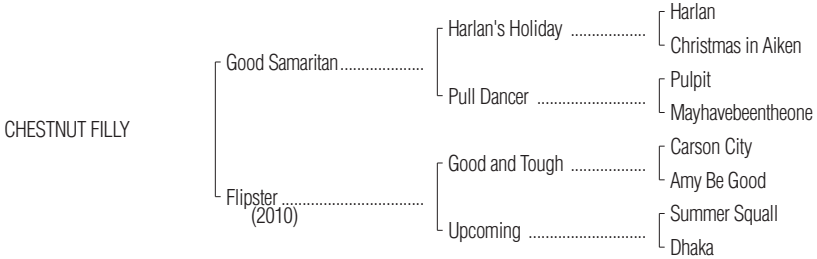 Harlan
Harlan's Holiday ..................
Christmas in Aiken
Good Samaritan....................
Pulpit
Pull Dancer ..........................
Mayhavebeentheone
CHESTNUT FILLY
Carson City
Good and Tough ..................
Amy Be Good
Flipster ..................................
(2010)
Summer Squall
Upcoming ............................
Dhaka